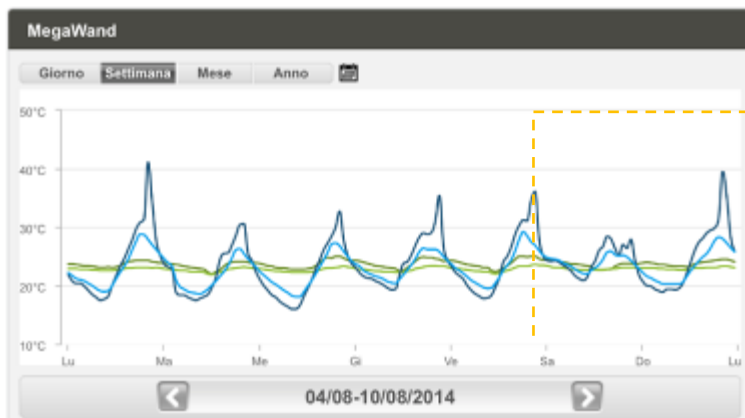 MegaWand
Giorno Settimana Mese Anno
50°C
40°C
30°C
20°C
10°C
Lu Ma Me Gi Ve Sa Do Lu
04/08-10/08/2014